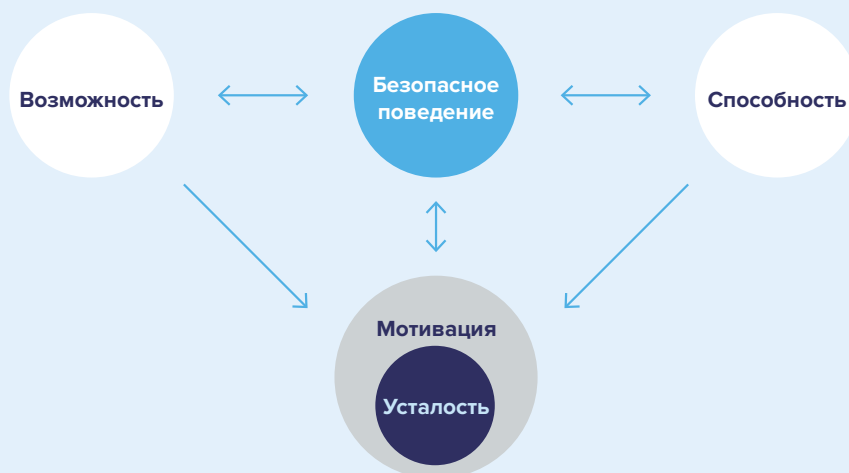 Возможность
Безопасное
поведение
Способность
Мотивация
Усталость